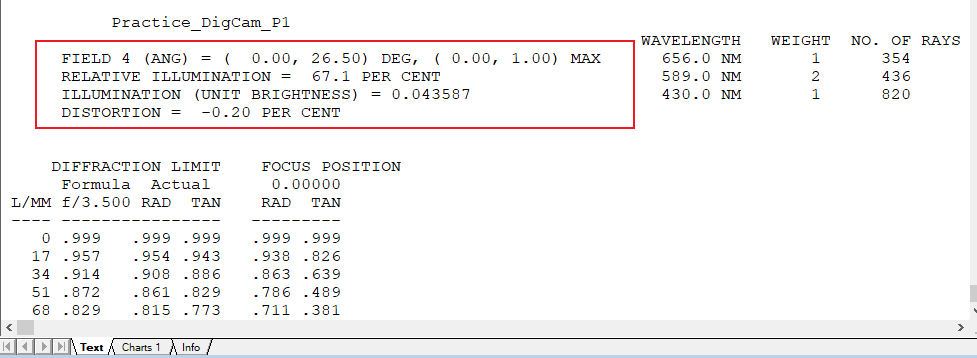 Practice_DigCam_P1
WAVELENGTH WEIGHT NO. OF RAYS
FIELD 4 (ANG) = ( 0.00, 26.50) DEG, ( 0.00, 1.00) MAX 656.0 NM 1 354
RELATIVE ILLUMINATION = 67.1 PER CENT 589.0 NM 2 436
ILLUMINATION (UNIT BRIGHTNESS) = 0.043587 430.0 NM 1 820
DISTORTION = -0.20 PER CENT
DIFFRACTION LIMIT FOCUS POSITION
Formula Actual 0.00000
L/MM f/3.500 RAD TAN RAD TAN
---- ---------------- ---------
0 .999 .999 .999 .999 .999
17 .957 .954 .943 .938 .826
34 .914 .908 .886 .863 .639
51 .872 .861 .829 .786 .489
68 .829 .815 .773 .711 .381
Text Charts 1 Info